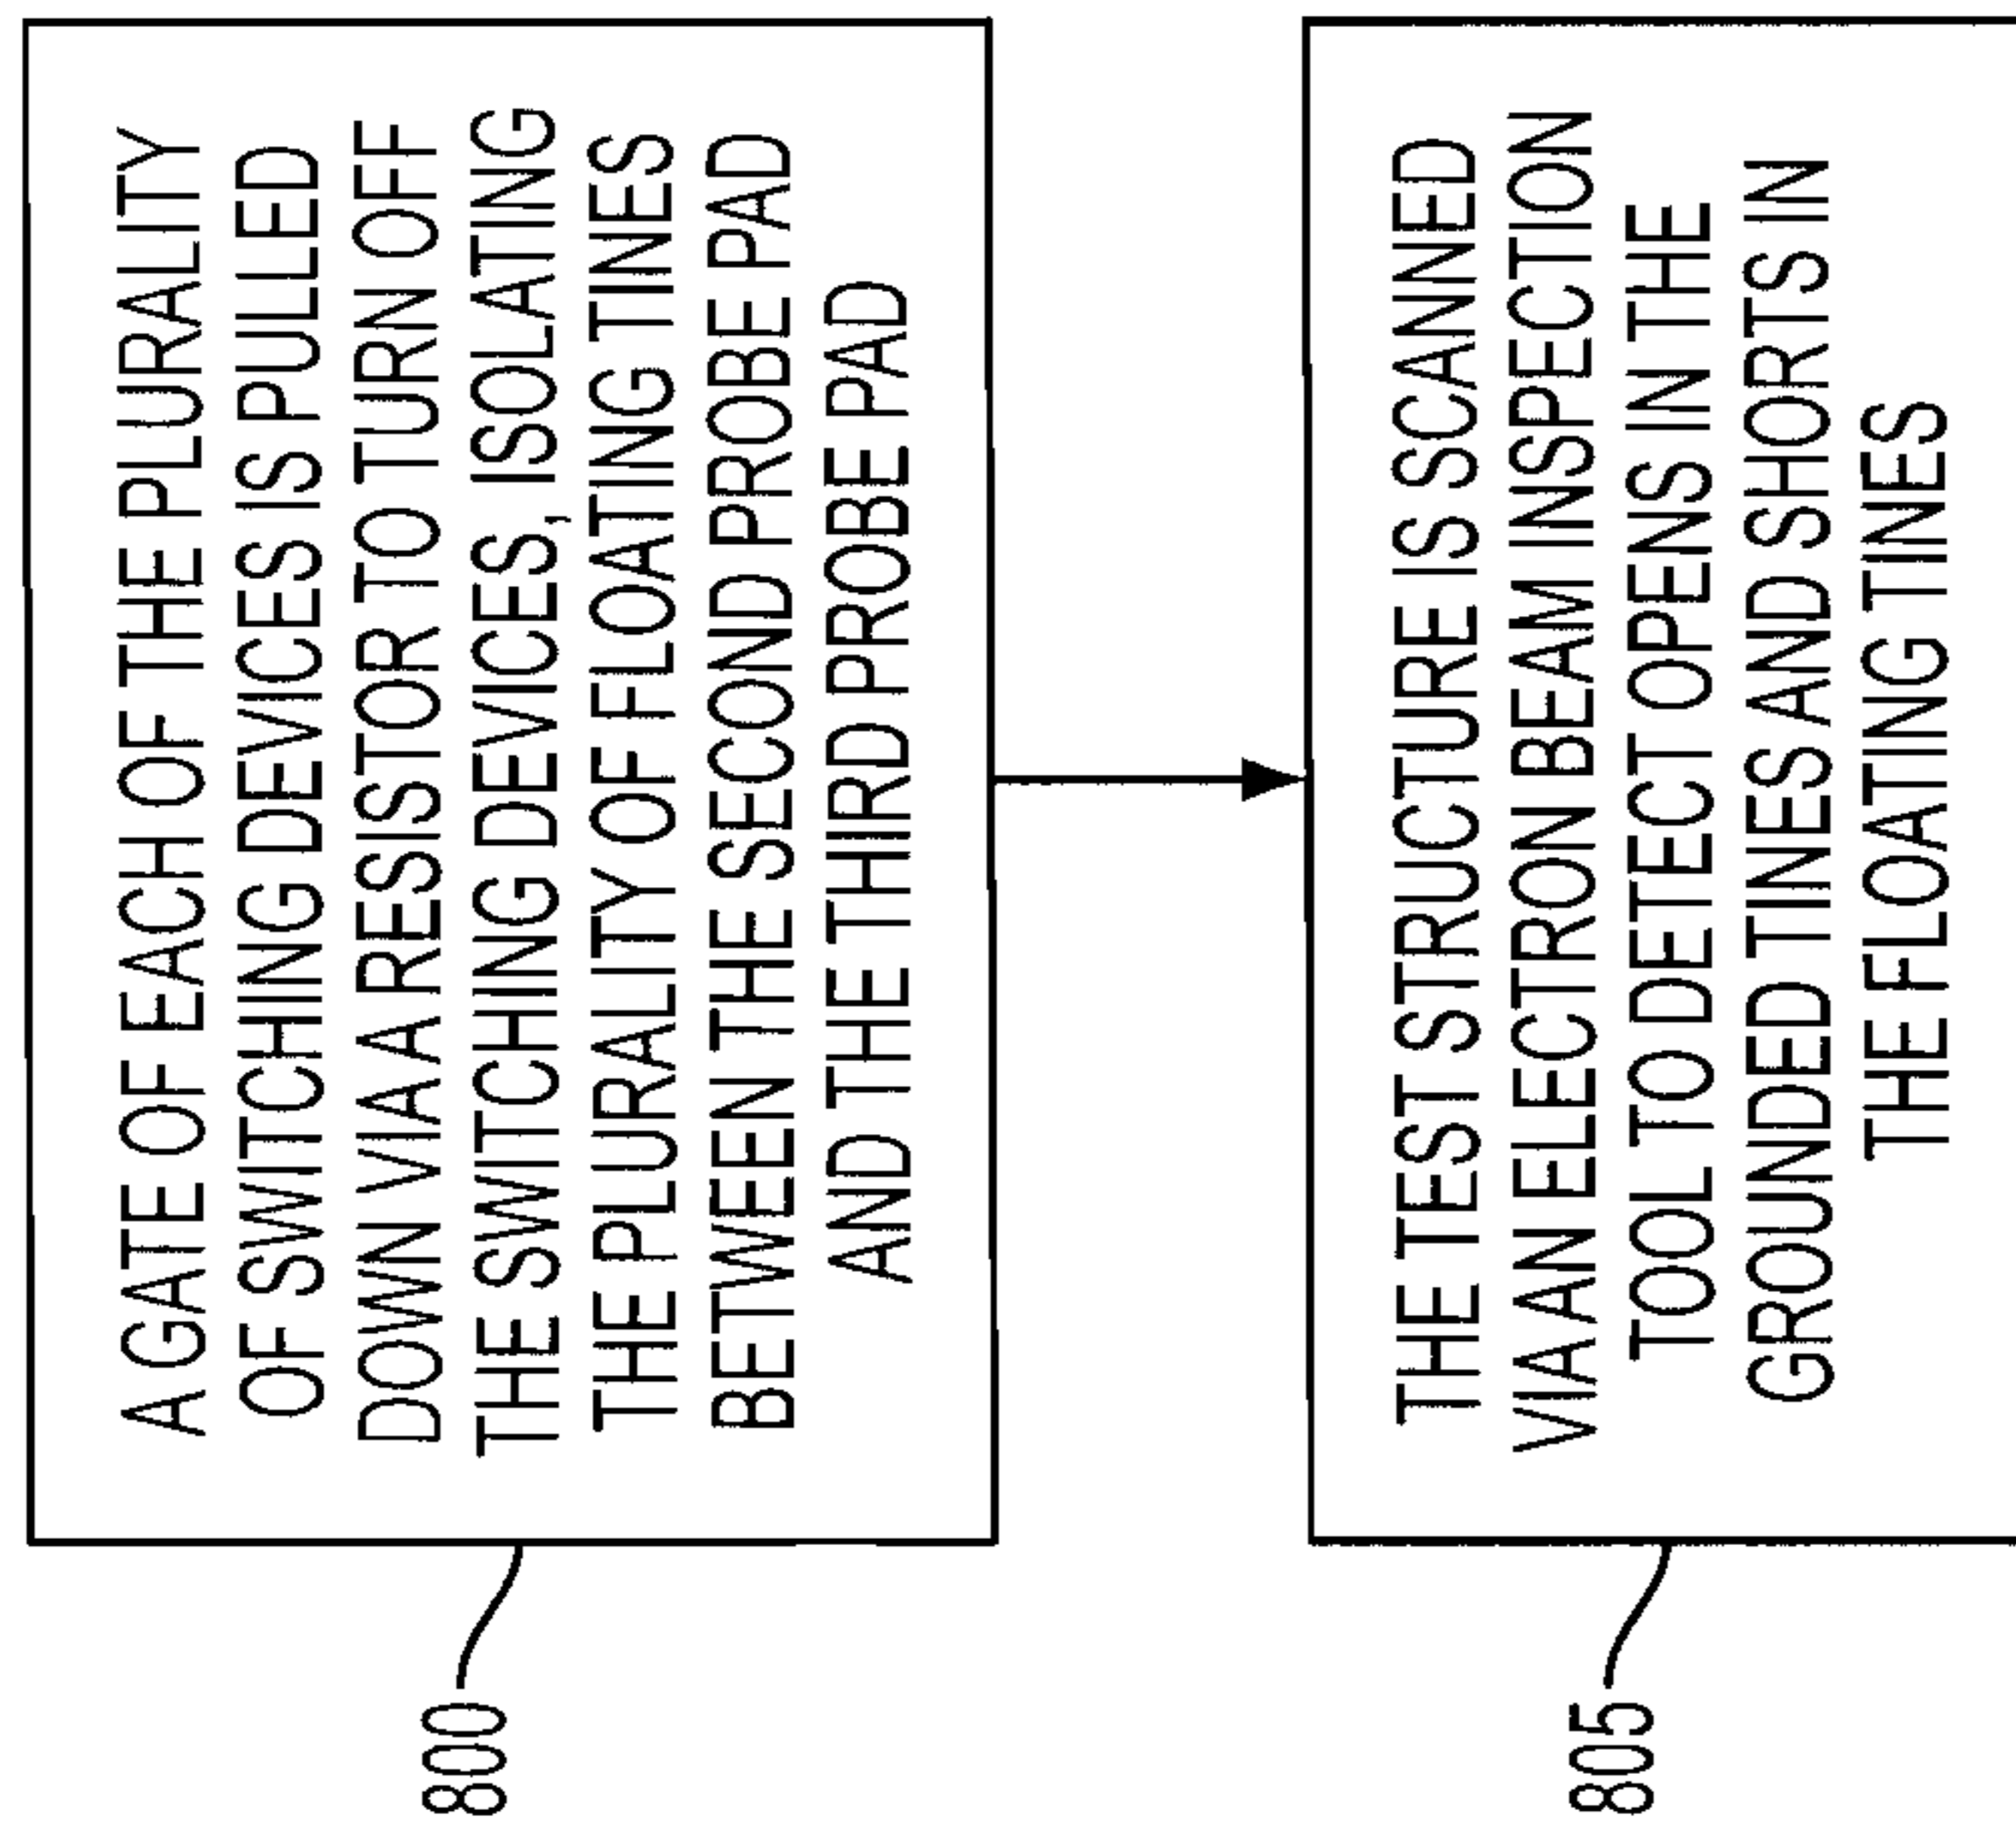 A GATE OF EACH OF THE PLURALITY
OF SWITCHING DEVICES IS PULLED
DOWN VIA A RESISTOR TO TURN OFF
THE SWITCHING DEVICES, ISOLATING
THE PLURALITY OF FLOATING TINES
BETWEEN THE SECOND PROBE PAD
AND THE THIRD PROBE PAD
800
THE TEST STRUCTURE IS SCANNED
VIA AN ELECTRON BEAM INSPECTION
TOOL TO DETECT OPENS IN THE
GROUNDED TINES AND SHORTS IN
THE FLOATING TINES
805